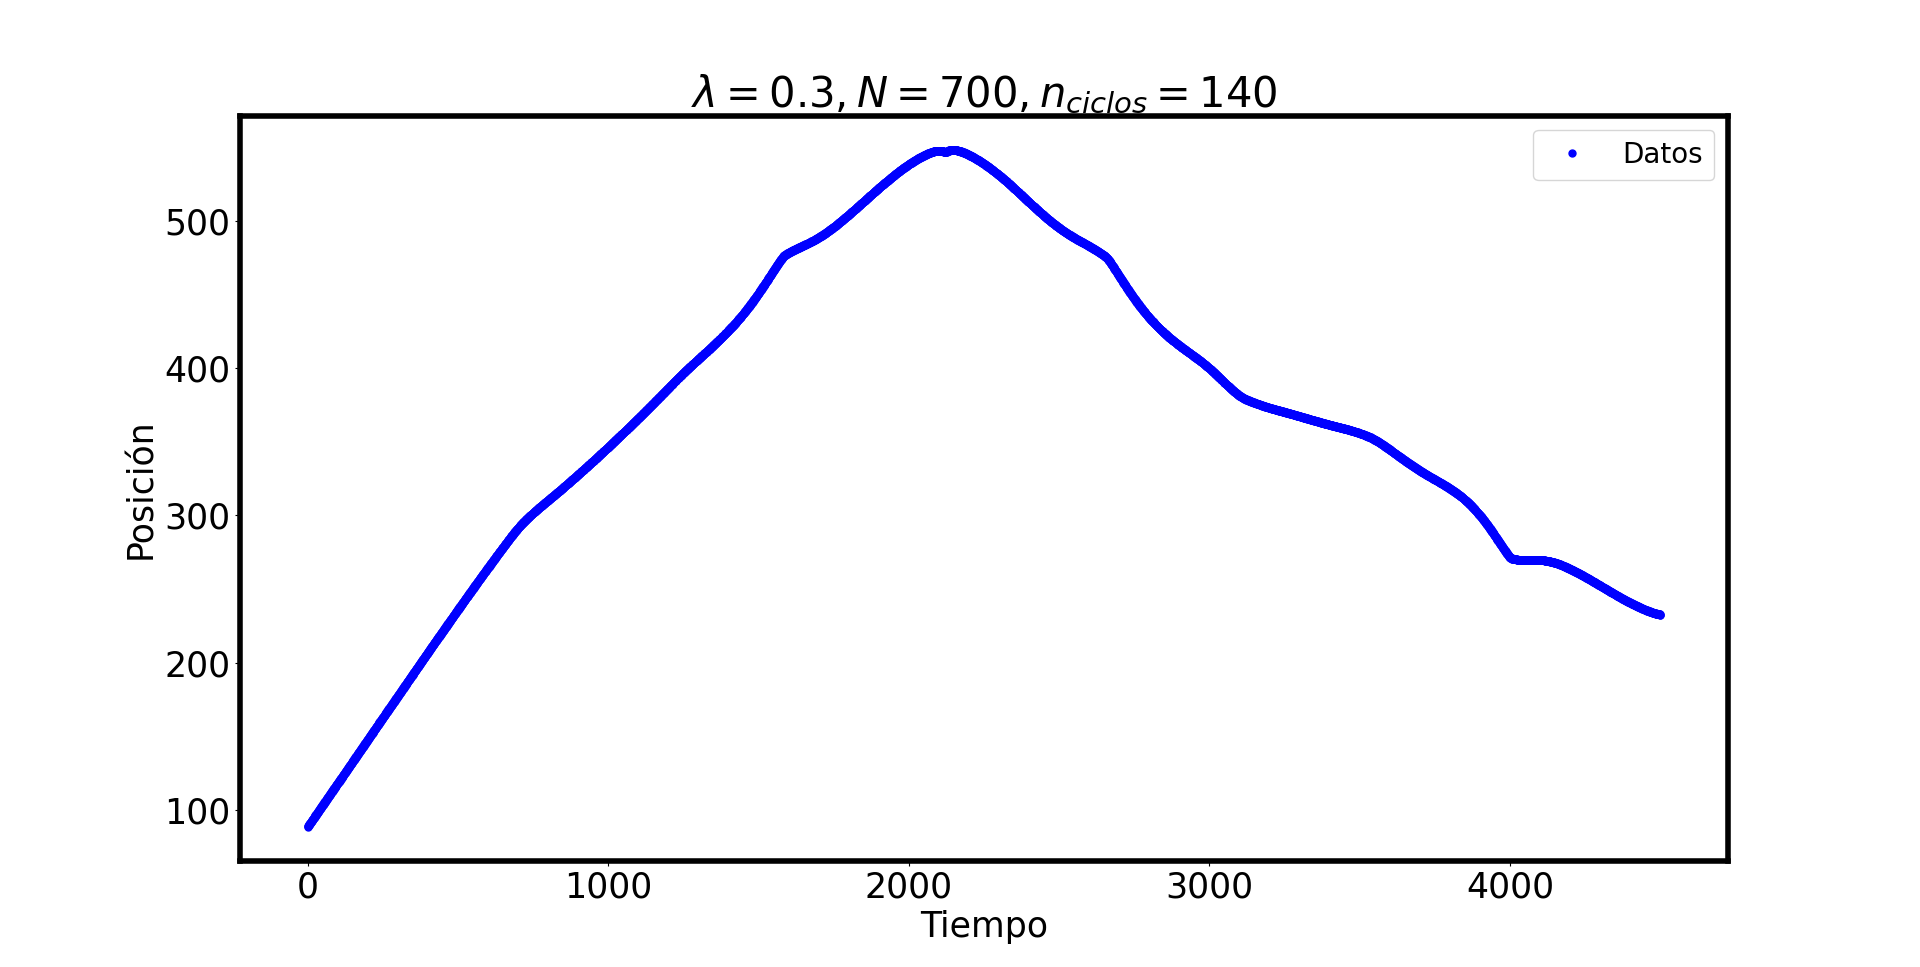 λ = 0.3, N = 700, n_ciclos = 140
Datos
500
400
300
200
100
Posición
0 1000 2000 3000 4000
Tiempo